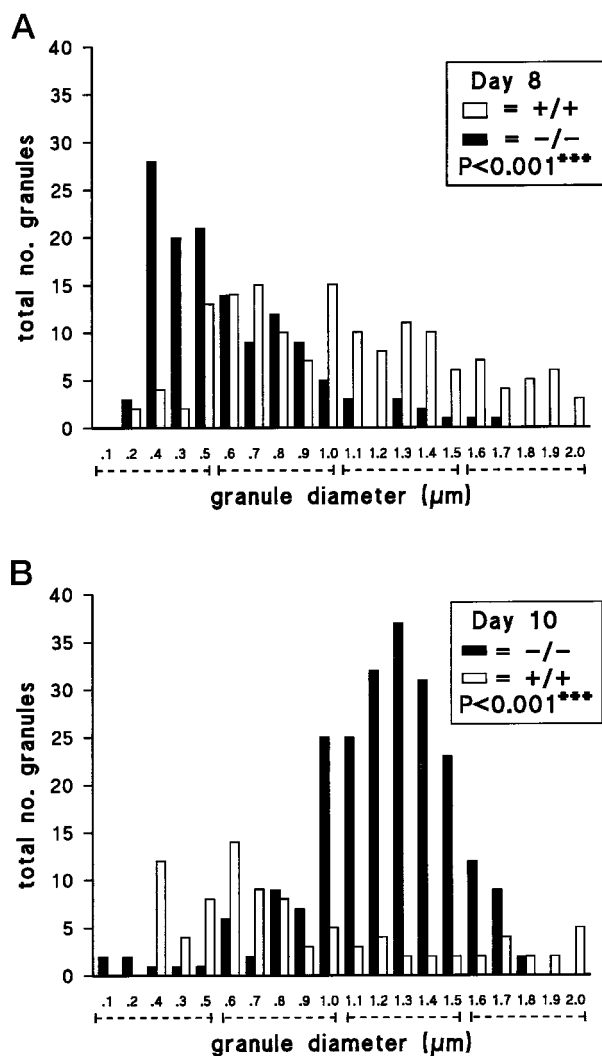 A
40
35
30
25
20
15
10
5
0
total no. granules
Day 8
= +/+
= -/-
P<0.001***
.1 .2 .4 .3 .5 .6 .7 .8 .9 1.0 1.1 1.2 1.3 1.4 1.5 1.6 1.7 1.8 1.9 2.0
granule diameter (µm)
B
40
35
30
25
20
15
10
5
0
total no. granules
Day 10
= -/-
= +/+
P<0.001***
.1 .2 .4 .3 .5 .6 .7 .8 .9 1.0 1.1 1.2 1.3 1.4 1.5 1.6 1.7 1.8 1.9 2.0
granule diameter (µm)